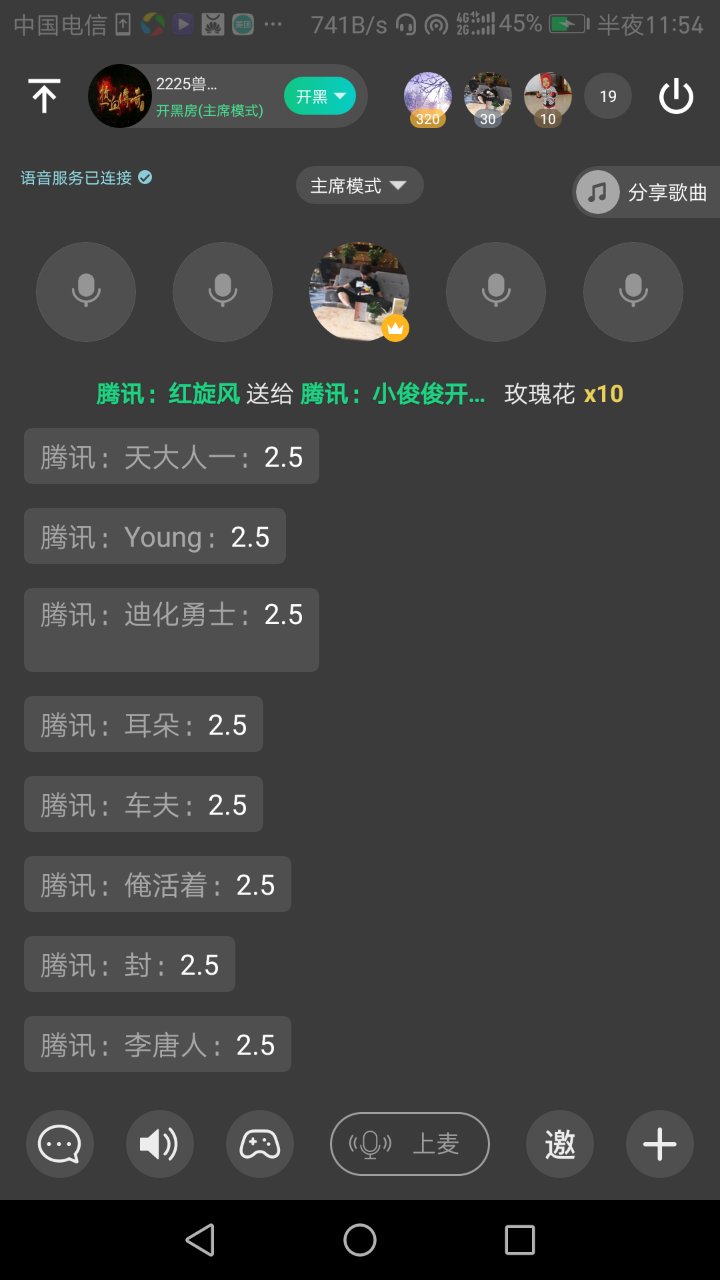 中国电信 ... 741B/s 4G 2G 45% 半夜11:54
2225兽...
开黑房(主席模式)
开黑
320
30
10
19
语音服务已连接
主席模式
分享歌曲
腾讯：红旋风 送给 腾讯：小俊俊开... 玫瑰花 x10
腾讯：天大人一：2.5
腾讯：Young：2.5
腾讯：迪化勇士：2.5
腾讯：耳朵：2.5
腾讯：车夫：2.5
腾讯：俺活着：2.5
腾讯：封：2.5
腾讯：李唐人：2.5
上麦
邀